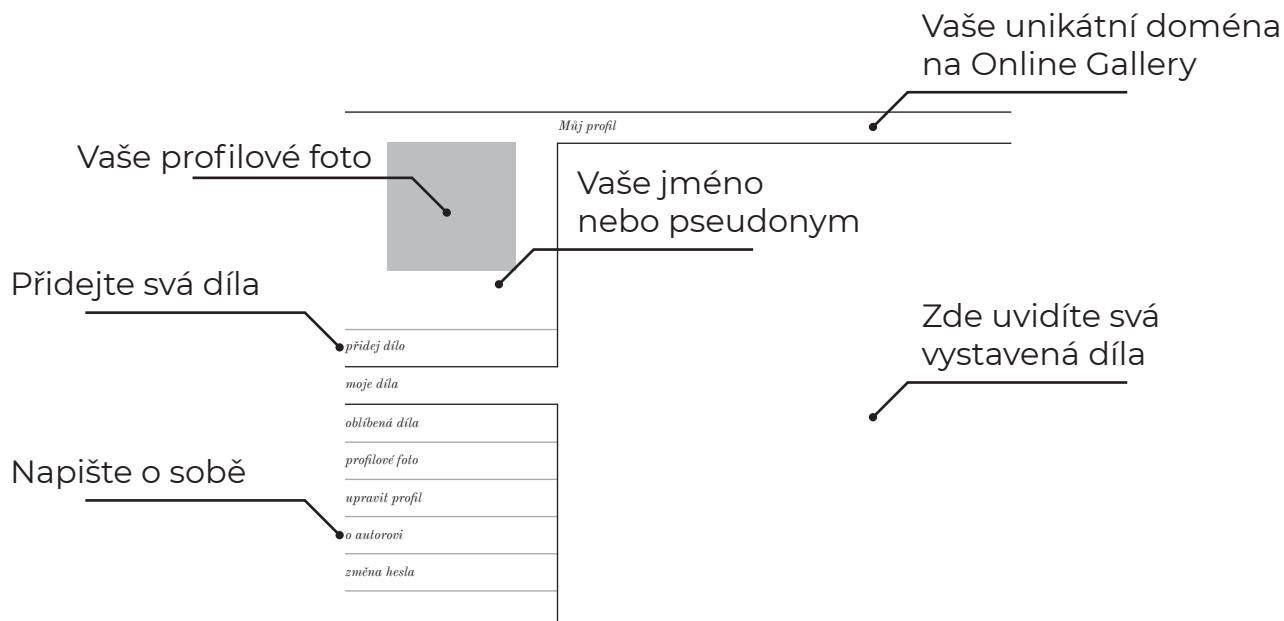 Vaše unikátní doména
na Online Gallery
Můj profil
Vaše profilové foto
Vaše jméno
nebo pseudonym
Přidejte svá díla
Zde uvidíte svá
vystavená díla
přidej dílo
moje díla
oblíbená díla
profilové foto
Napište o sobě
upravit profil
o autorovi
změna hesla